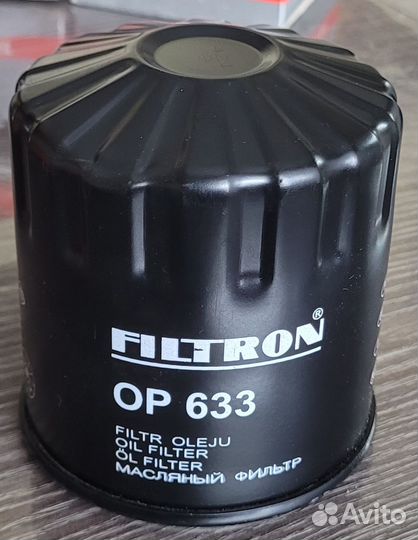 FILTRON®
OP 633
FILTR OLEJU
OIL FILTER
ÖL FILTER
МАСЛЯНЫЙ ФИЛЬТР
Avito